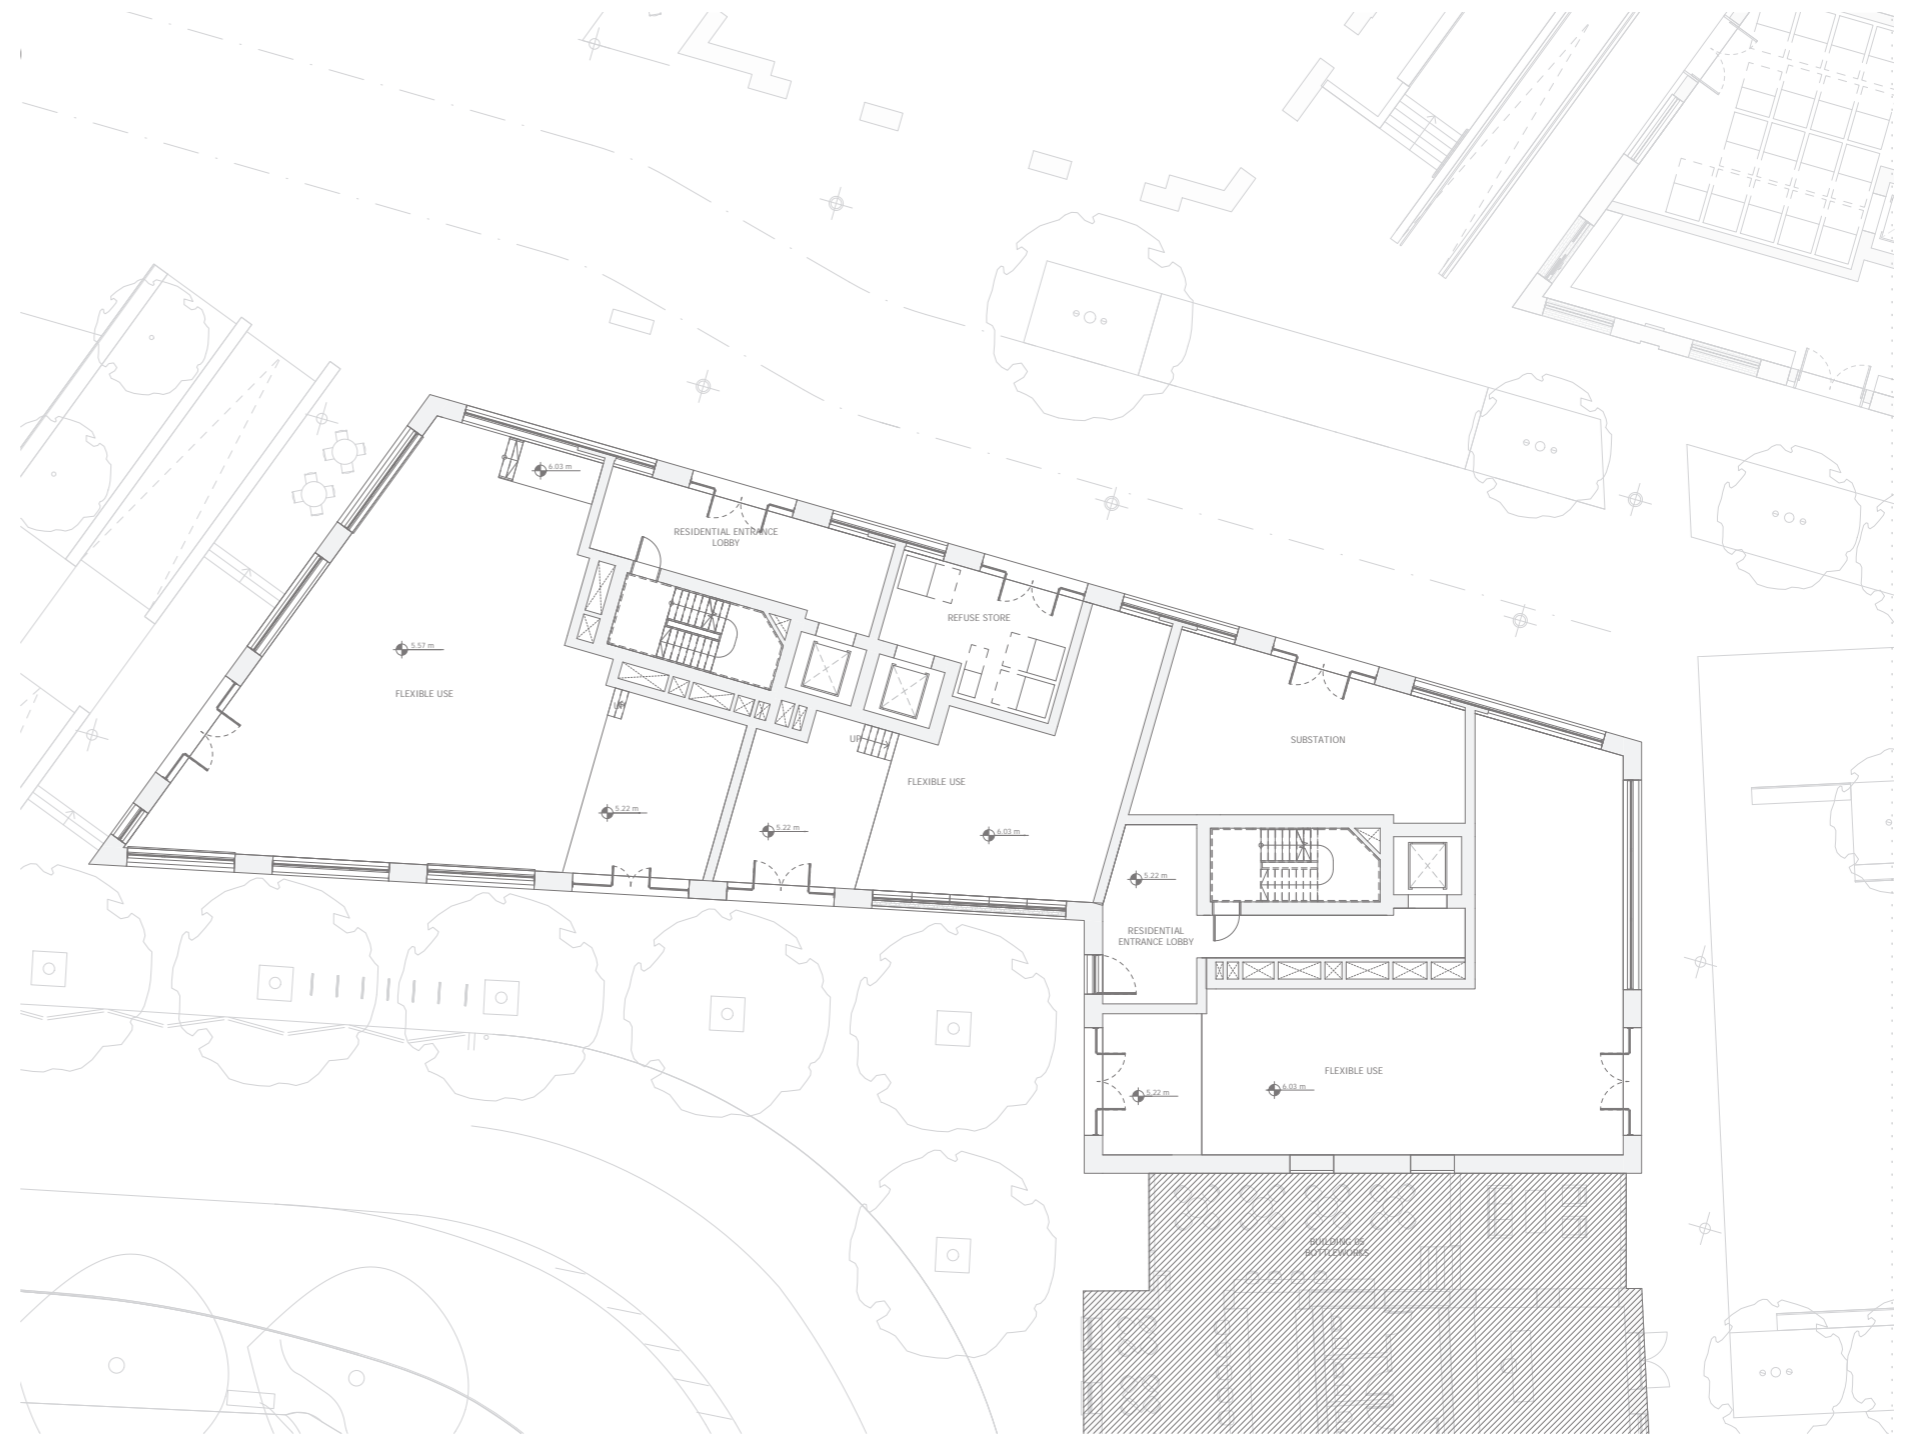 6.03 m
RESIDENTIAL ENTRANCE
LOBBY
REFUSE STORE
5.57 m
FLEXIBLE USE
UP
UP
SUBSTATION
FLEXIBLE USE
5.22 m
5.22 m
6.03 m
5.22 m
RESIDENTIAL
ENTRANCE LOBBY
FLEXIBLE USE
6.03 m
5.22 m
BUILDING 05
BOTTLEWORKS